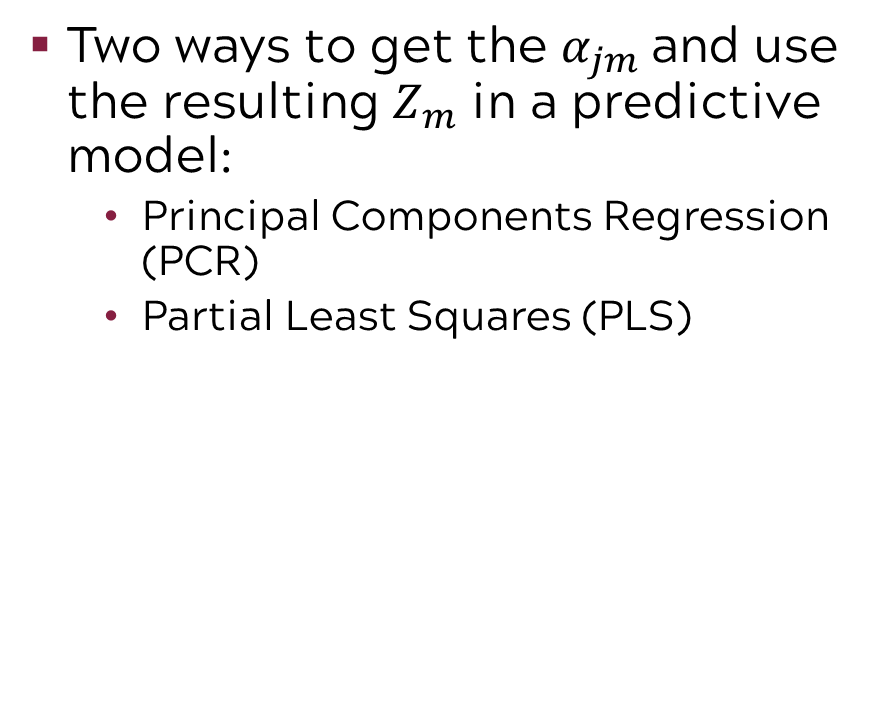 ▪ Two ways to get the 𝛼𝑗𝑚 and use
the resulting 𝑍𝑚 in a predictive
model:
• Principal Components Regression
(PCR)
• Partial Least Squares (PLS)